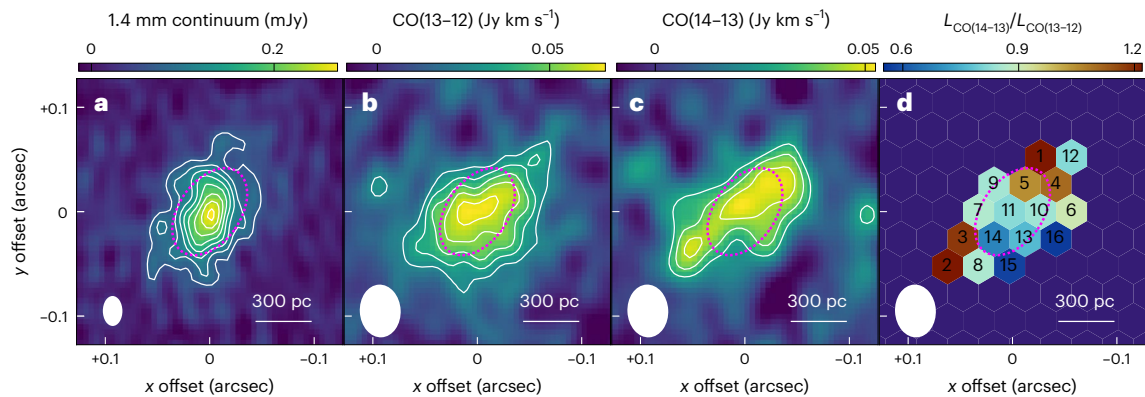 1.4 mm continuum (mJy) CO(13–12) (Jy km s⁻¹) CO(14–13) (Jy km s⁻¹) L_CO(14–13)/L_CO(13–12)
0 0.2 0 0.05 0 0.05 0.6 0.9 1.2
a b c d
+0.1
0
−0.1
y offset (arcsec)
1 12
9 5 4
7 11 10 6
3 14 13 16
2 8 15
300 pc 300 pc 300 pc 300 pc
+0.1 0 −0.1 +0.1 0 −0.1 +0.1 0 −0.1 +0.1 0 −0.1
x offset (arcsec) x offset (arcsec) x offset (arcsec) x offset (arcsec)